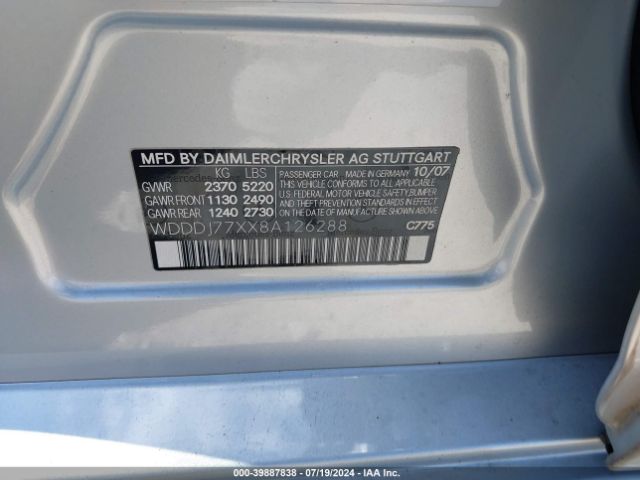 MFD BY DAIMLERCHRYSLER AG STUTTGART
KG LBS
GVWR 2370 5220
GAWR FRONT 1130 2490
GAWR REAR 1240 2730
PASSENGER CAR MADE IN GERMANY 10/07
THIS VEHICLE CONFORMS TO ALL APPLICABLE
U.S. FEDERAL MOTOR VEHICLE SAFETY,BUMPER
AND THEFT PREVENTION STANDARDS IN EFFECT
ON THE DATE OF MANUFACTURE SHOWN ABOVE
WDDDJ77XX8A126288
C775
000-39887838 - 07/19/2024 - IAA Inc.